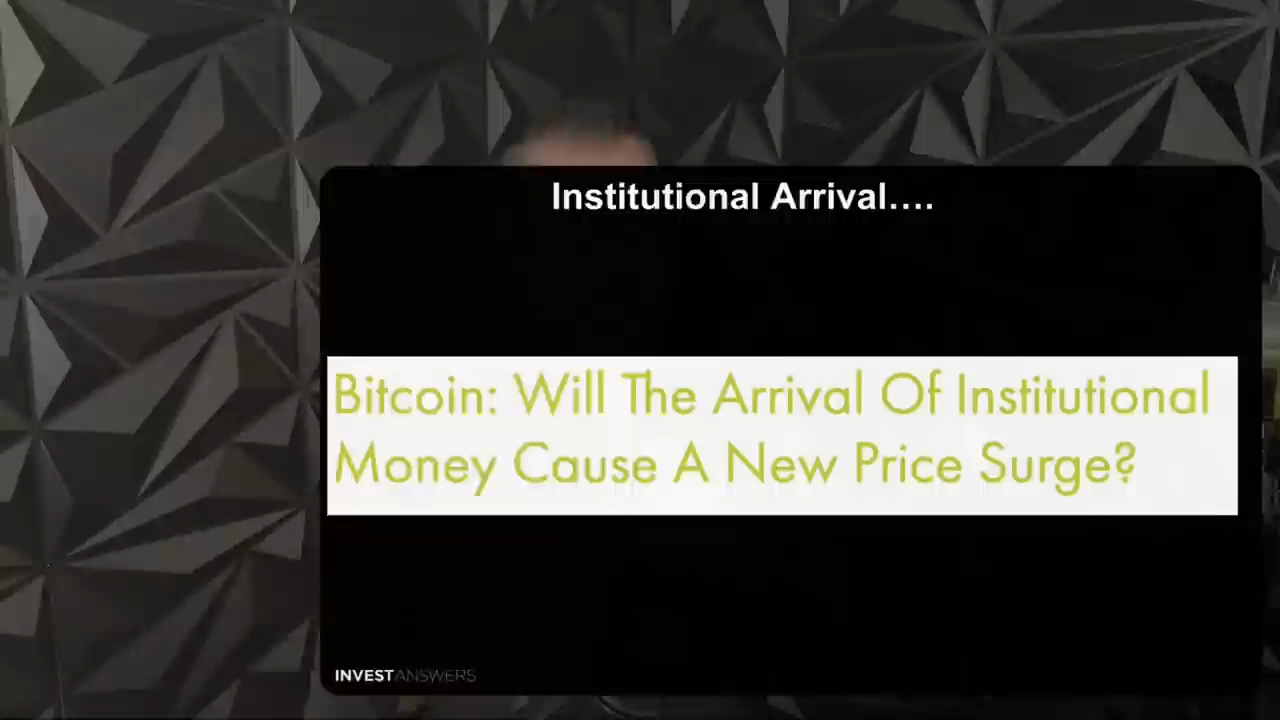 Institutional Arrival....
Bitcoin: Will The Arrival Of Institutional
Money Cause A New Price Surge?
INVESTANSWERS